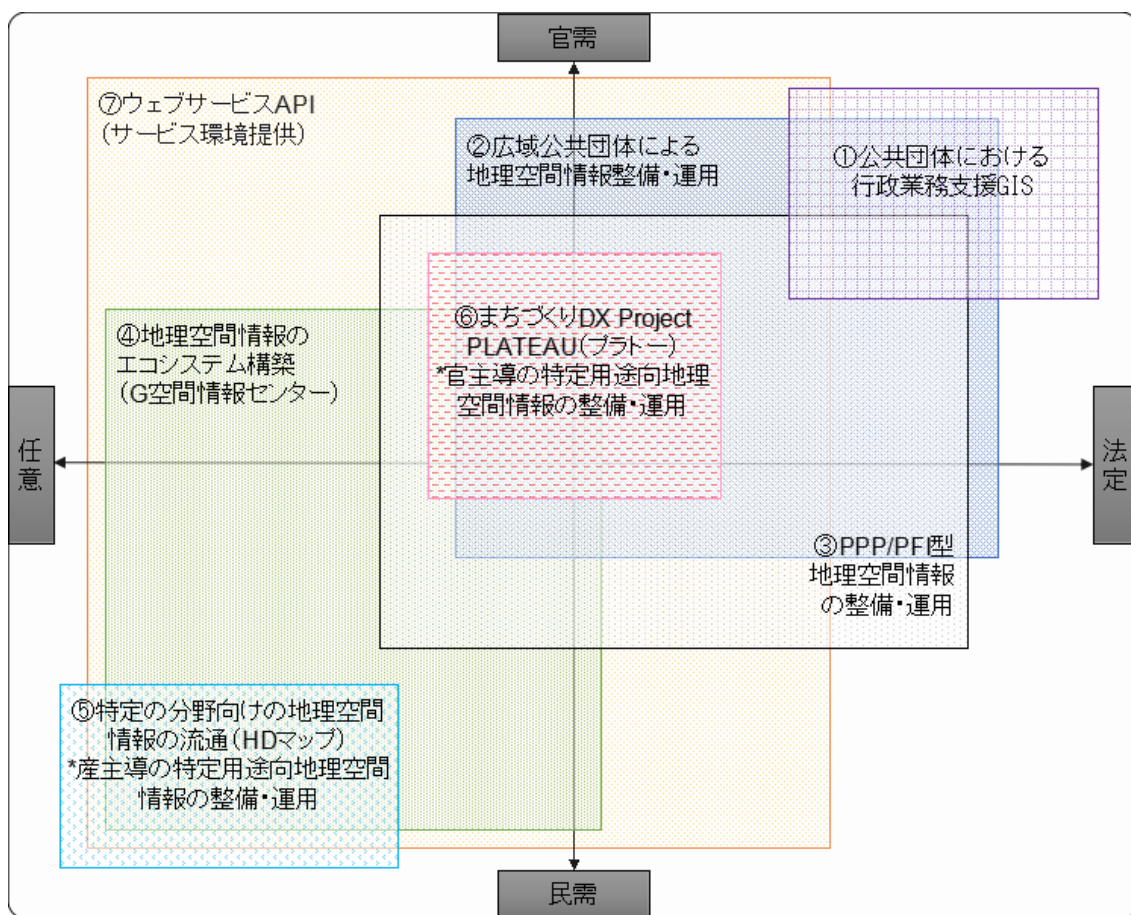 官需
⑦ウェブサービスAPI
(サービス環境提供)
②広域公共団体による
地理空間情報整備・運用
①公共団体における
行政業務支援GIS
⑥まちづくりDX Project
PLATEAU(プラトー)
*官主導の特定用途向地理
空間情報の整備・運用
④地理空間情報の
エコシステム構築
(G空間情報センター)
任意
法定
③PPP/PFI型
地理空間情報
の整備・運用
⑤特定の分野向けの地理空間
情報の流通(HDマップ)
*産主導の特定用途向地理空間
情報の整備・運用
民需